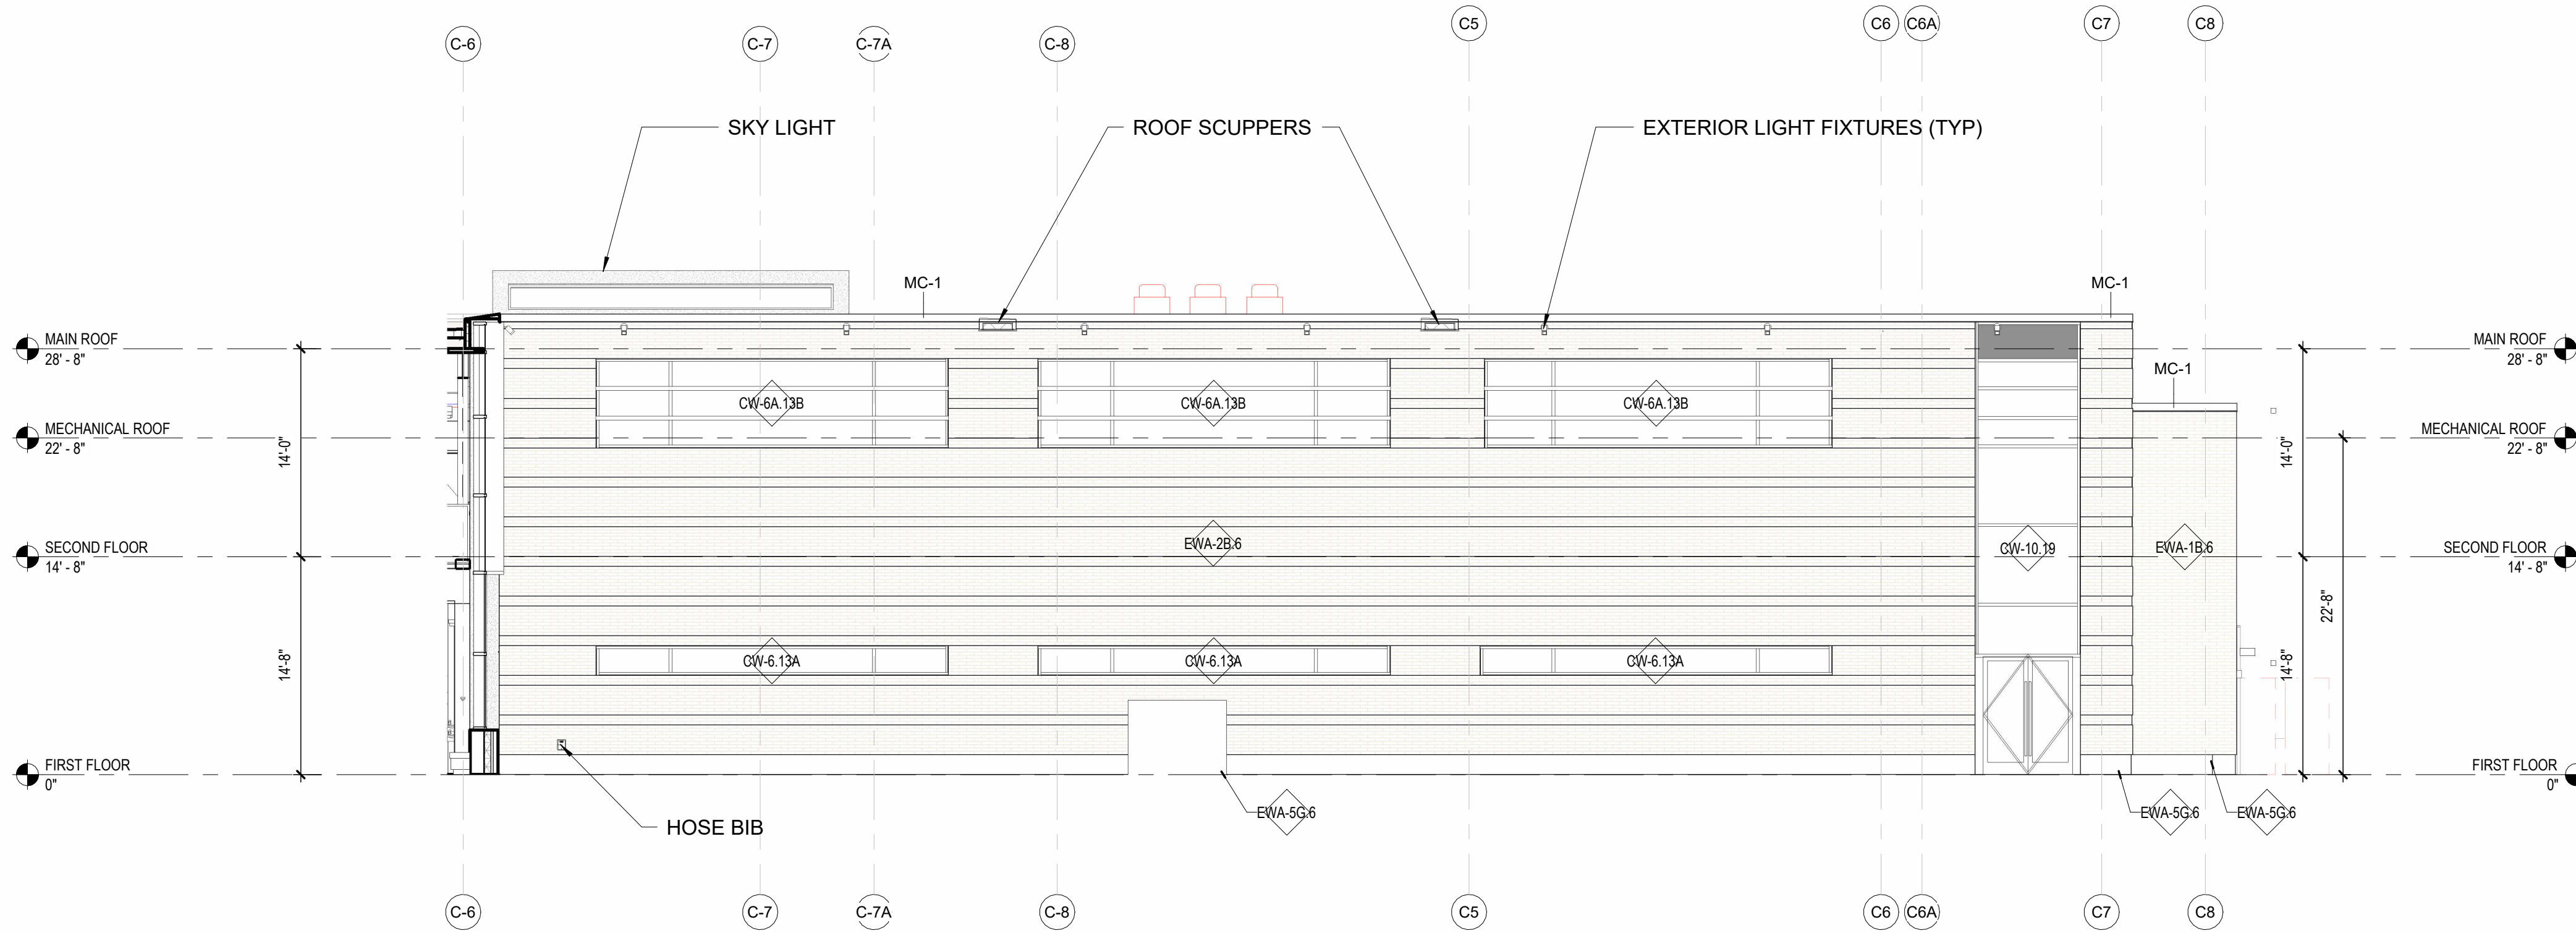 C5 C6 C6A C7 C8
C-6 C-7 C-7A C-8
SKY LIGHT ROOF SCUPPERS EXTERIOR LIGHT FIXTURES (TYP)
MC-1 MC-1
MAIN ROOF
28' - 8"
MAIN ROOF
28' - 8"
MC-1
CW-6A.13B CW-6A.13B CW-6A.13B
MECHANICAL ROOF
22' - 8"
MECHANICAL ROOF
22' - 8"
14'-0" 14'-0"
SECOND FLOOR
14' - 8"
EWA-2B.6 CW-10.19 EWA-1B.6
SECOND FLOOR
14' - 8"
22'-8"
14'-8" 14'-8"
CW-6.13A CW-6.13A CW-6.13A
FIRST FLOOR
0"
FIRST FLOOR
0"
EWA-5G.6 EWA-5G.6 EWA-5G.6
HOSE BIB
C-6 C-7 C-7A C-8 C5 C6 C6A C7 C8